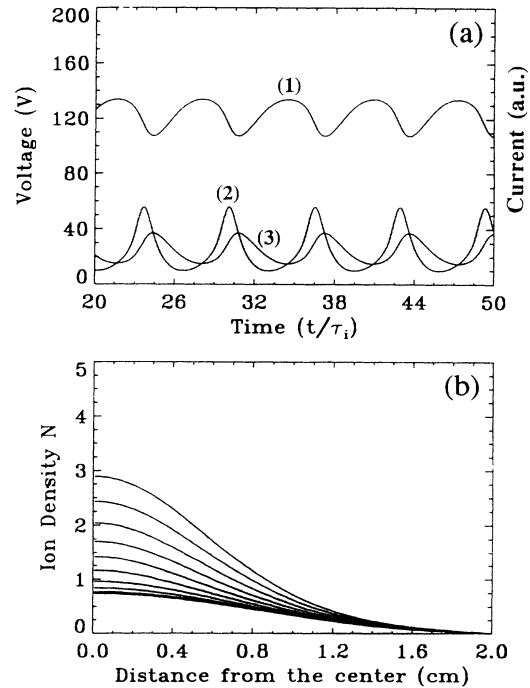 (a)
200
160
120
80
40
0
Voltage (V)
Current (a.u.)
(1)
(2)
(3)
20 26 32 38 44 50
Time (t/τᵢ)
(b)
5
4
3
2
1
0
Ion Density N
0.0 0.4 0.8 1.2 1.6 2.0
Distance from the center (cm)